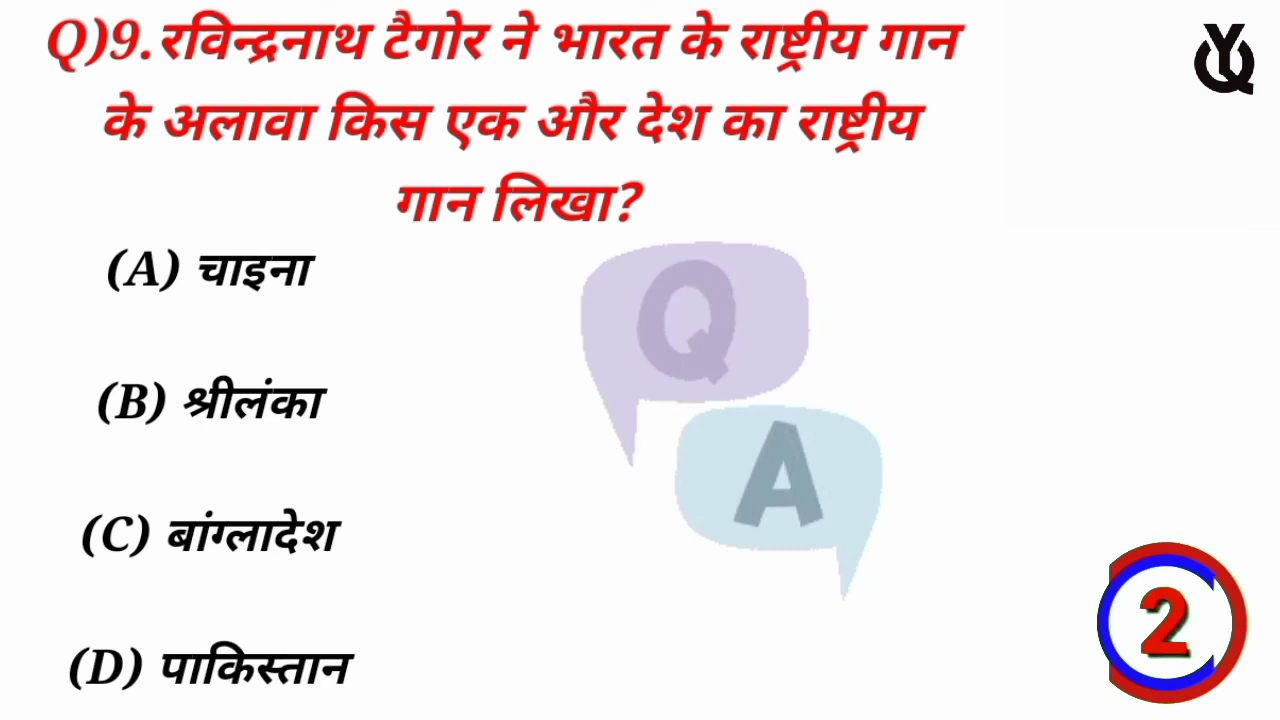 Q)9.रविन्द्रनाथ टैगोर ने भारत के राष्ट्रीय गान
के अलावा किस एक और देश का राष्ट्रीय
गान लिखा?
(A) चाइना
(B) श्रीलंका
(C) बांग्लादेश
(D) पाकिस्तान
Q
A
2